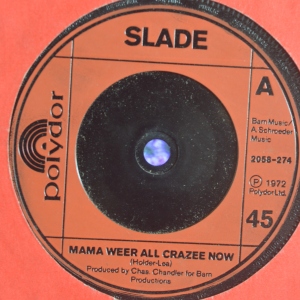 SLADE
A
polydor
Barn Music/
A. Schroeder
Music
2058-274
Ⓟ 1972
Polydor Ltd.
45
MAMA WEER ALL CRAZEE NOW
(Holder-Lea)
Produced by Chas. Chandler for Barn
Productions